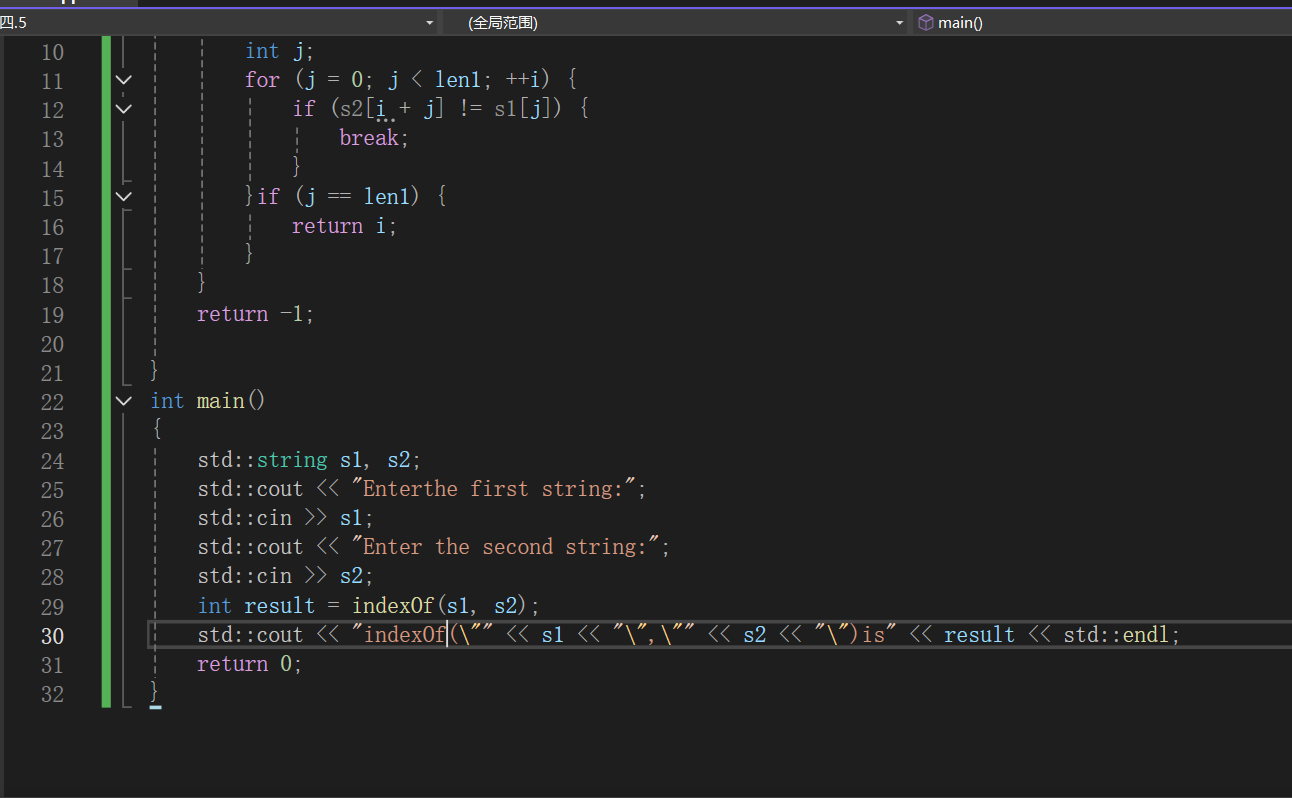 四.5 (全局范围) main()
10 int j;
11 for (j = 0; j < len1; ++i) {
12 if (s2[i + j] != s1[j]) {
13 break;
14 }
15 }if (j == len1) {
16 return i;
17 }
18 }
19 return -1;
20
21 }
22 int main()
23 {
24 std::string s1, s2;
25 std::cout << "Enterthe first string:";
26 std::cin >> s1;
27 std::cout << "Enter the second string:";
28 std::cin >> s2;
29 int result = indexOf(s1, s2);
30 std::cout << "indexOf(\"" << s1 << "\",\"" << s2 << "\")is" << result << std::endl;
31 return 0;
32 }